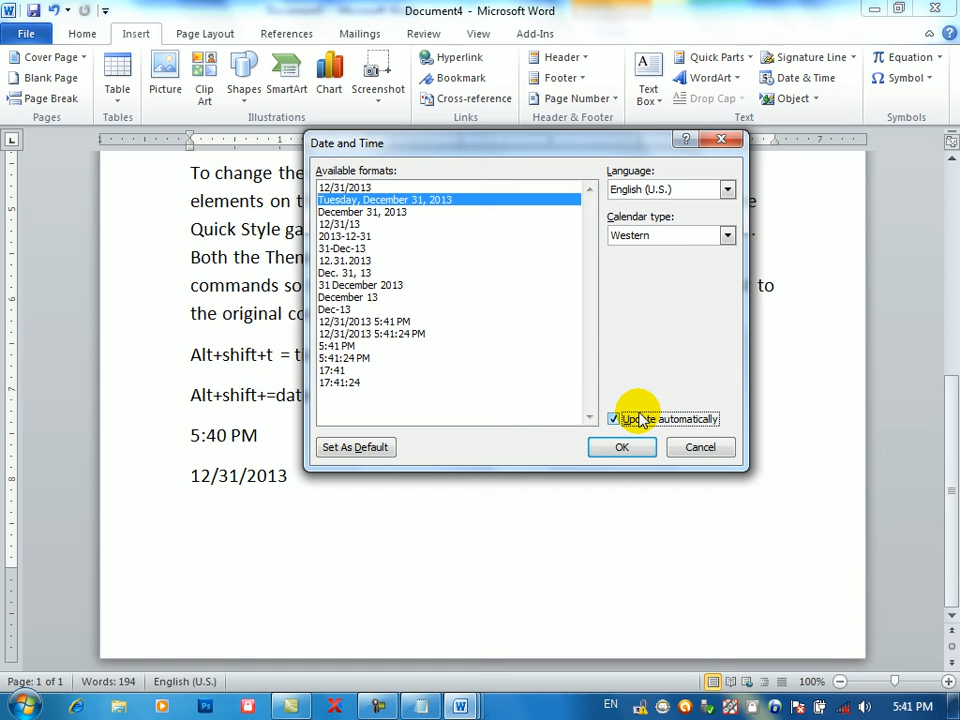 Document4 - Microsoft Word
File Home Insert Page Layout References Mailings Review View Add-Ins
Cover Page
Blank Page
Page Break
Pages
Table
Tables
Picture
Clip Art
Shapes
SmartArt
Chart
Screenshot
Illustrations
Hyperlink
Bookmark
Cross-reference
Links
Header
Footer
Page Number
Header & Footer
Text Box
Quick Parts
WordArt
Drop Cap
Signature Line
Date & Time
Object
Text
Equation
Symbol
Symbols
1 7
To change the
elements on t
Quick Style ga
Both the Then
commands so
to
the original co
Alt+shift+t = t
Alt+shift+=dat
5:40 PM
12/31/2013
Date and Time
Available formats:
12/31/2013
Tuesday, December 31, 2013
December 31, 2013
12/31/13
2013-12-31
31-Dec-13
12.31.2013
Dec. 31, 13
31 December 2013
December 13
Dec-13
12/31/2013 5:41 PM
12/31/2013 5:41:24 PM
5:41 PM
5:41:24 PM
17:41
17:41:24
Language:
English (U.S.)
Calendar type:
Western
Update automatically
Set As Default
OK
Cancel
Page: 1 of 1
Words: 194
English (U.S.)
100%
EN
5:41 PM